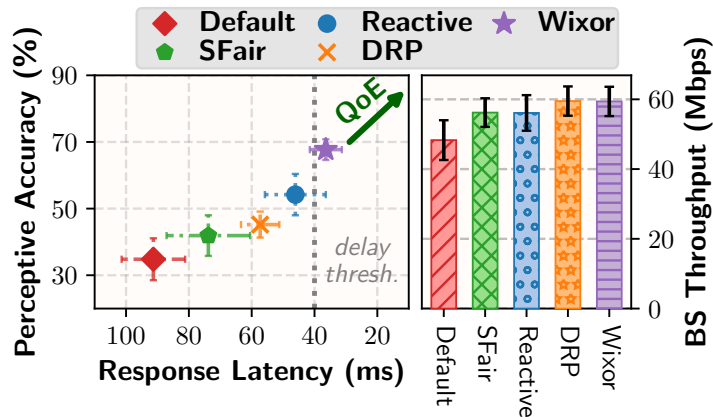 Default Reactive Wixor
SFair DRP
Perceptive Accuracy (%)
90
70
50
30
QoE
delay
thresh.
100 80 60 40 20
Response Latency (ms)
60
40
20
0
BS Throughput (Mbps)
Default
SFair
Reactive
DRP
Wixor